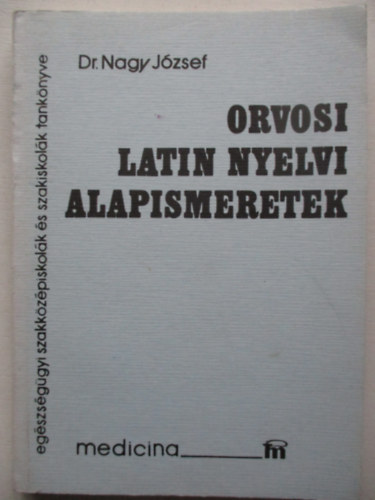 Dr. Nagy József
ORVOSI
LATIN NYELVI
ALAPISMERETEK
egészségügyi szakközépiskolák és szakiskolák tankönyve
medicina